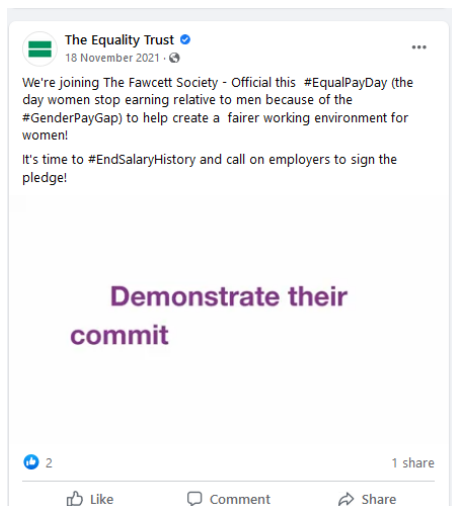 The Equality Trust
18 November 2021 ·
We're joining The Fawcett Society - Official this #EqualPayDay (the
day women stop earning relative to men because of the
#GenderPayGap) to help create a fairer working environment for
women!
It's time to #EndSalaryHistory and call on employers to sign the
pledge!
Demonstrate their
commit
2
1 share
Like
Comment
Share